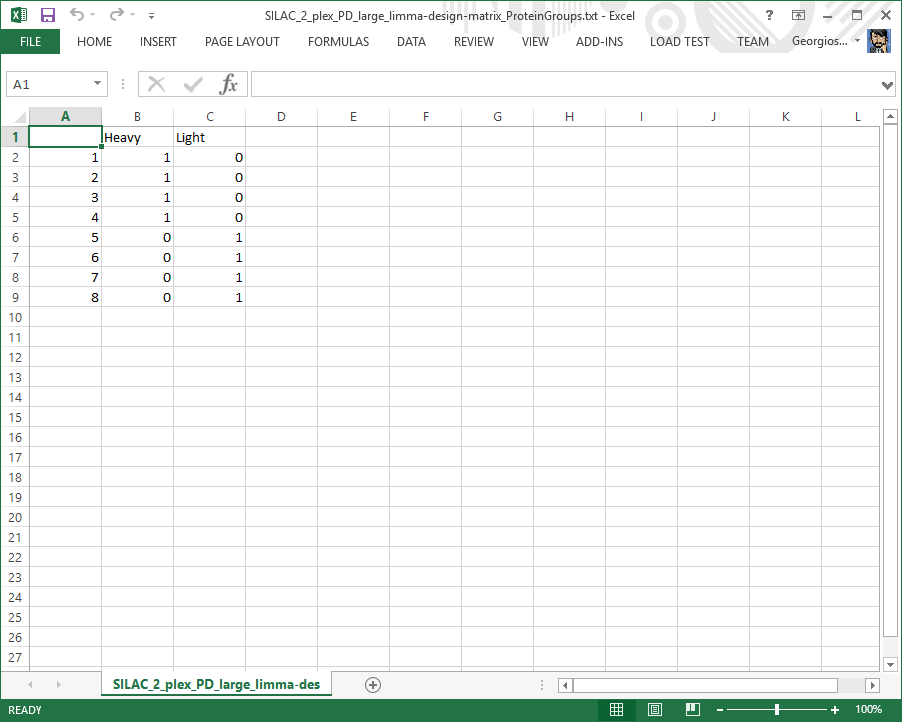 SILAC_2_plex_PD_large_limma-design-matrix_ProteinGroups.txt - Excel
?
FILE HOME INSERT PAGE LAYOUT FORMULAS DATA REVIEW VIEW ADD-INS LOAD TEST TEAM Georgios...
A1 fx
A B C D E F G H I J K L
1 Heavy Light
2 1 1 0
3 2 1 0
4 3 1 0
5 4 1 0
6 5 0 1
7 6 0 1
8 7 0 1
9 8 0 1
10
11
12
13
14
15
16
17
18
19
20
21
22
23
24
25
26
27
SILAC_2_plex_PD_large_limma-des
READY 100%